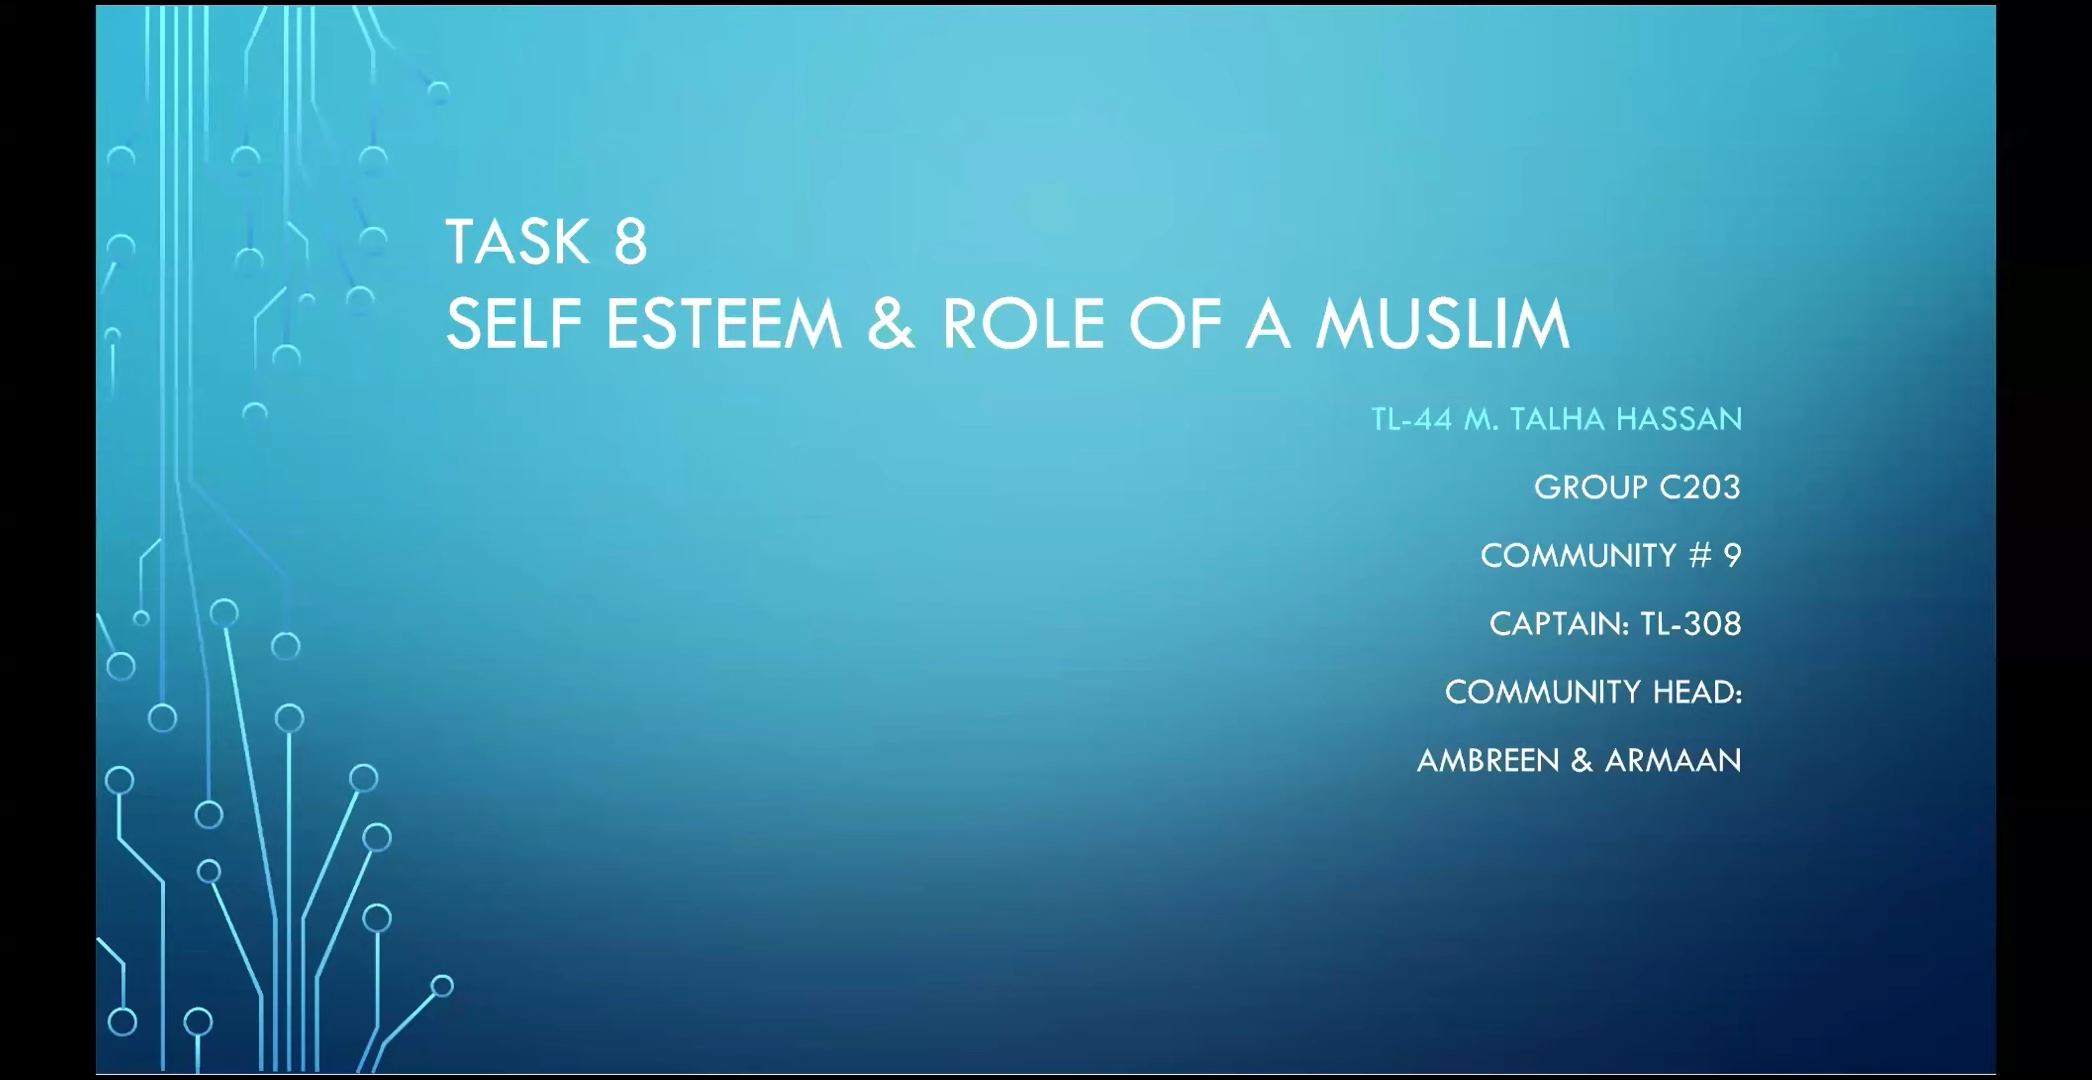 TASK 8
SELF ESTEEM & ROLE OF A MUSLIM
TL-44 M. TALHA HASSAN
GROUP C203
COMMUNITY # 9
CAPTAIN: TL-308
COMMUNITY HEAD:
AMBREEN & ARMAAN